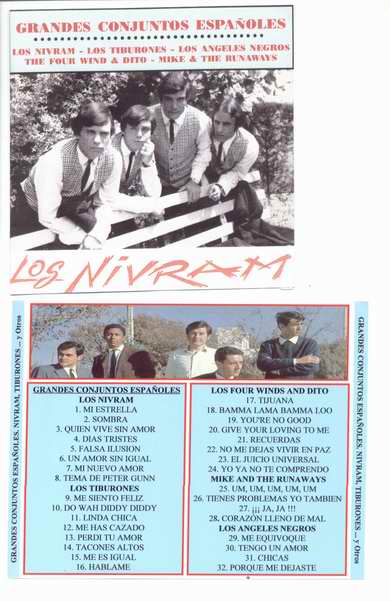 GRANDES CONJUNTOS ESPAÑOLES
LOS NIVRAM - LOS TIBURONES - LOS ANGELES NEGROS
THE FOUR WIND & DITO - MIKE & THE RUNAWAYS
LOS NIVRAM
GRANDES CONJUNTOS ESPAÑOLES. NIVRAM, TIBURONES ... y Otros
GRANDES CONJUNTOS ESPAÑOLES
LOS NIVRAM
1. MI ESTRELLA
2. SOMBRA
3. QUIEN VIVE SIN AMOR
4. DIAS TRISTES
5. FALSA ILUSION
6. UN AMOR SIN IGUAL
7. MI NUEVO AMOR
8. TEMA DE PETER GUNN
LOS TIBURONES
9. ME SIENTO FELIZ
10. DO WAH DIDDY DIDDY
11. LINDA CHICA
12. ME HAS CAZADO
13. PERDI TU AMOR
14. TACONES ALTOS
15. ME ES IGUAL
16. HABLAME
LOS FOUR WINDS AND DITO
17. TIJUANA
18. BAMMA LAMA BAMMA LOO
19. YOU'RE NO GOOD
20. GIVE YOUR LOVING TO ME
21. RECUERDAS
22. NO ME DEJAS VIVIR EN PAZ
23. EL JUICIO UNIVERSAL
24. YO YA NO TE COMPRENDO
MIKE AND THE RUNAWAYS
25. UM, UM, UM, UM, UM
26. TIENES PROBLEMAS YO TAMBIEN
27. ¡¡¡ JA, JA !!!
28. CORAZÓN LLENO DE MAL
LOS ANGELES NEGROS
29. ME EQUIVOQUE
30. TENGO UN AMOR
31. CHICAS
32. PORQUE ME DEJASTE
GRANDES CONJUNTOS ESPAÑOLES. NIVRAM, TIBURONES ... y Otros